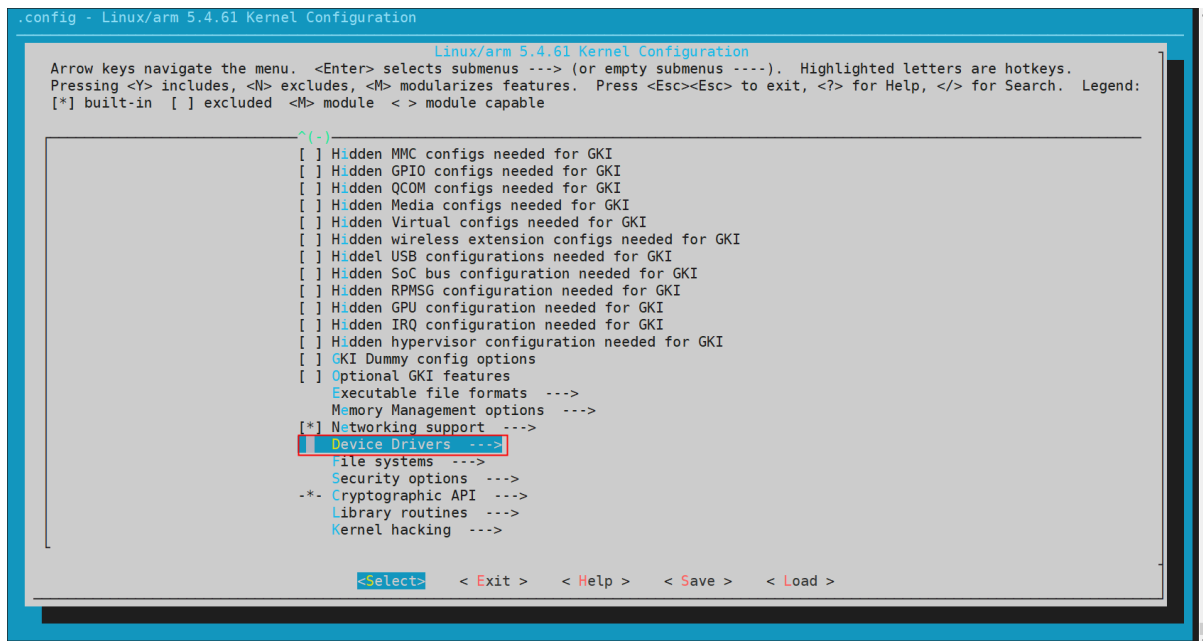 .config - Linux/arm 5.4.61 Kernel Configuration
Linux/arm 5.4.61 Kernel Configuration
Arrow keys navigate the menu.  <Enter> selects submenus ---> (or empty submenus ----).  Highlighted letters are hotkeys.
Pressing <Y> includes, <N> excludes, <M> modularizes features.  Press <Esc><Esc> to exit, <?> for Help, </> for Search.  Legend:
[*] built-in  [ ] excluded  <M> module  < > module capable
^(-)
[ ] Hidden MMC configs needed for GKI
[ ] Hidden GPIO configs needed for GKI
[ ] Hidden QCOM configs needed for GKI
[ ] Hidden Media configs needed for GKI
[ ] Hidden Virtual configs needed for GKI
[ ] Hidden wireless extension configs needed for GKI
[ ] Hiddel USB configurations needed for GKI
[ ] Hidden SoC bus configuration needed for GKI
[ ] Hidden RPMSG configuration needed for GKI
[ ] Hidden GPU configuration needed for GKI
[ ] Hidden IRQ configuration needed for GKI
[ ] Hidden hypervisor configuration needed for GKI
[ ] GKI Dummy config options
[ ] Optional GKI features
Executable file formats  --->
Memory Management options  --->
[*] Networking support  --->
Device Drivers  --->
File systems  --->
Security options  --->
-*- Cryptographic API  --->
Library routines  --->
Kernel hacking  --->
<Select>    < Exit >    < Help >    < Save >    < Load >